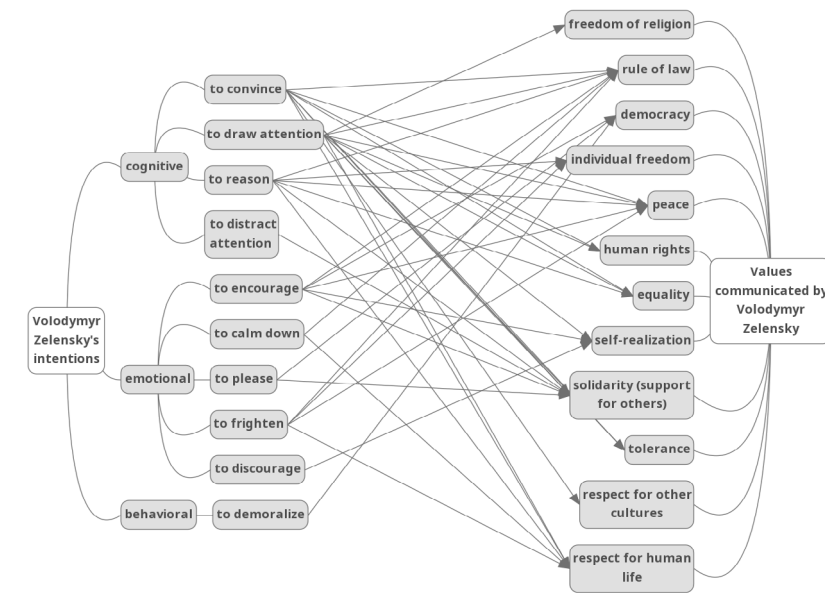 Volodymyr
Zelensky's
intentions
cognitive
emotional
behavioral
to convince
to draw attention
to reason
to distract
attention
to encourage
to calm down
to please
to frighten
to discourage
to demoralize
freedom of religion
rule of law
democracy
individual freedom
peace
human rights
equality
self-realization
solidarity (support
for others)
tolerance
respect for other
cultures
respect for human
life
Values
communicated by
Volodymyr
Zelensky